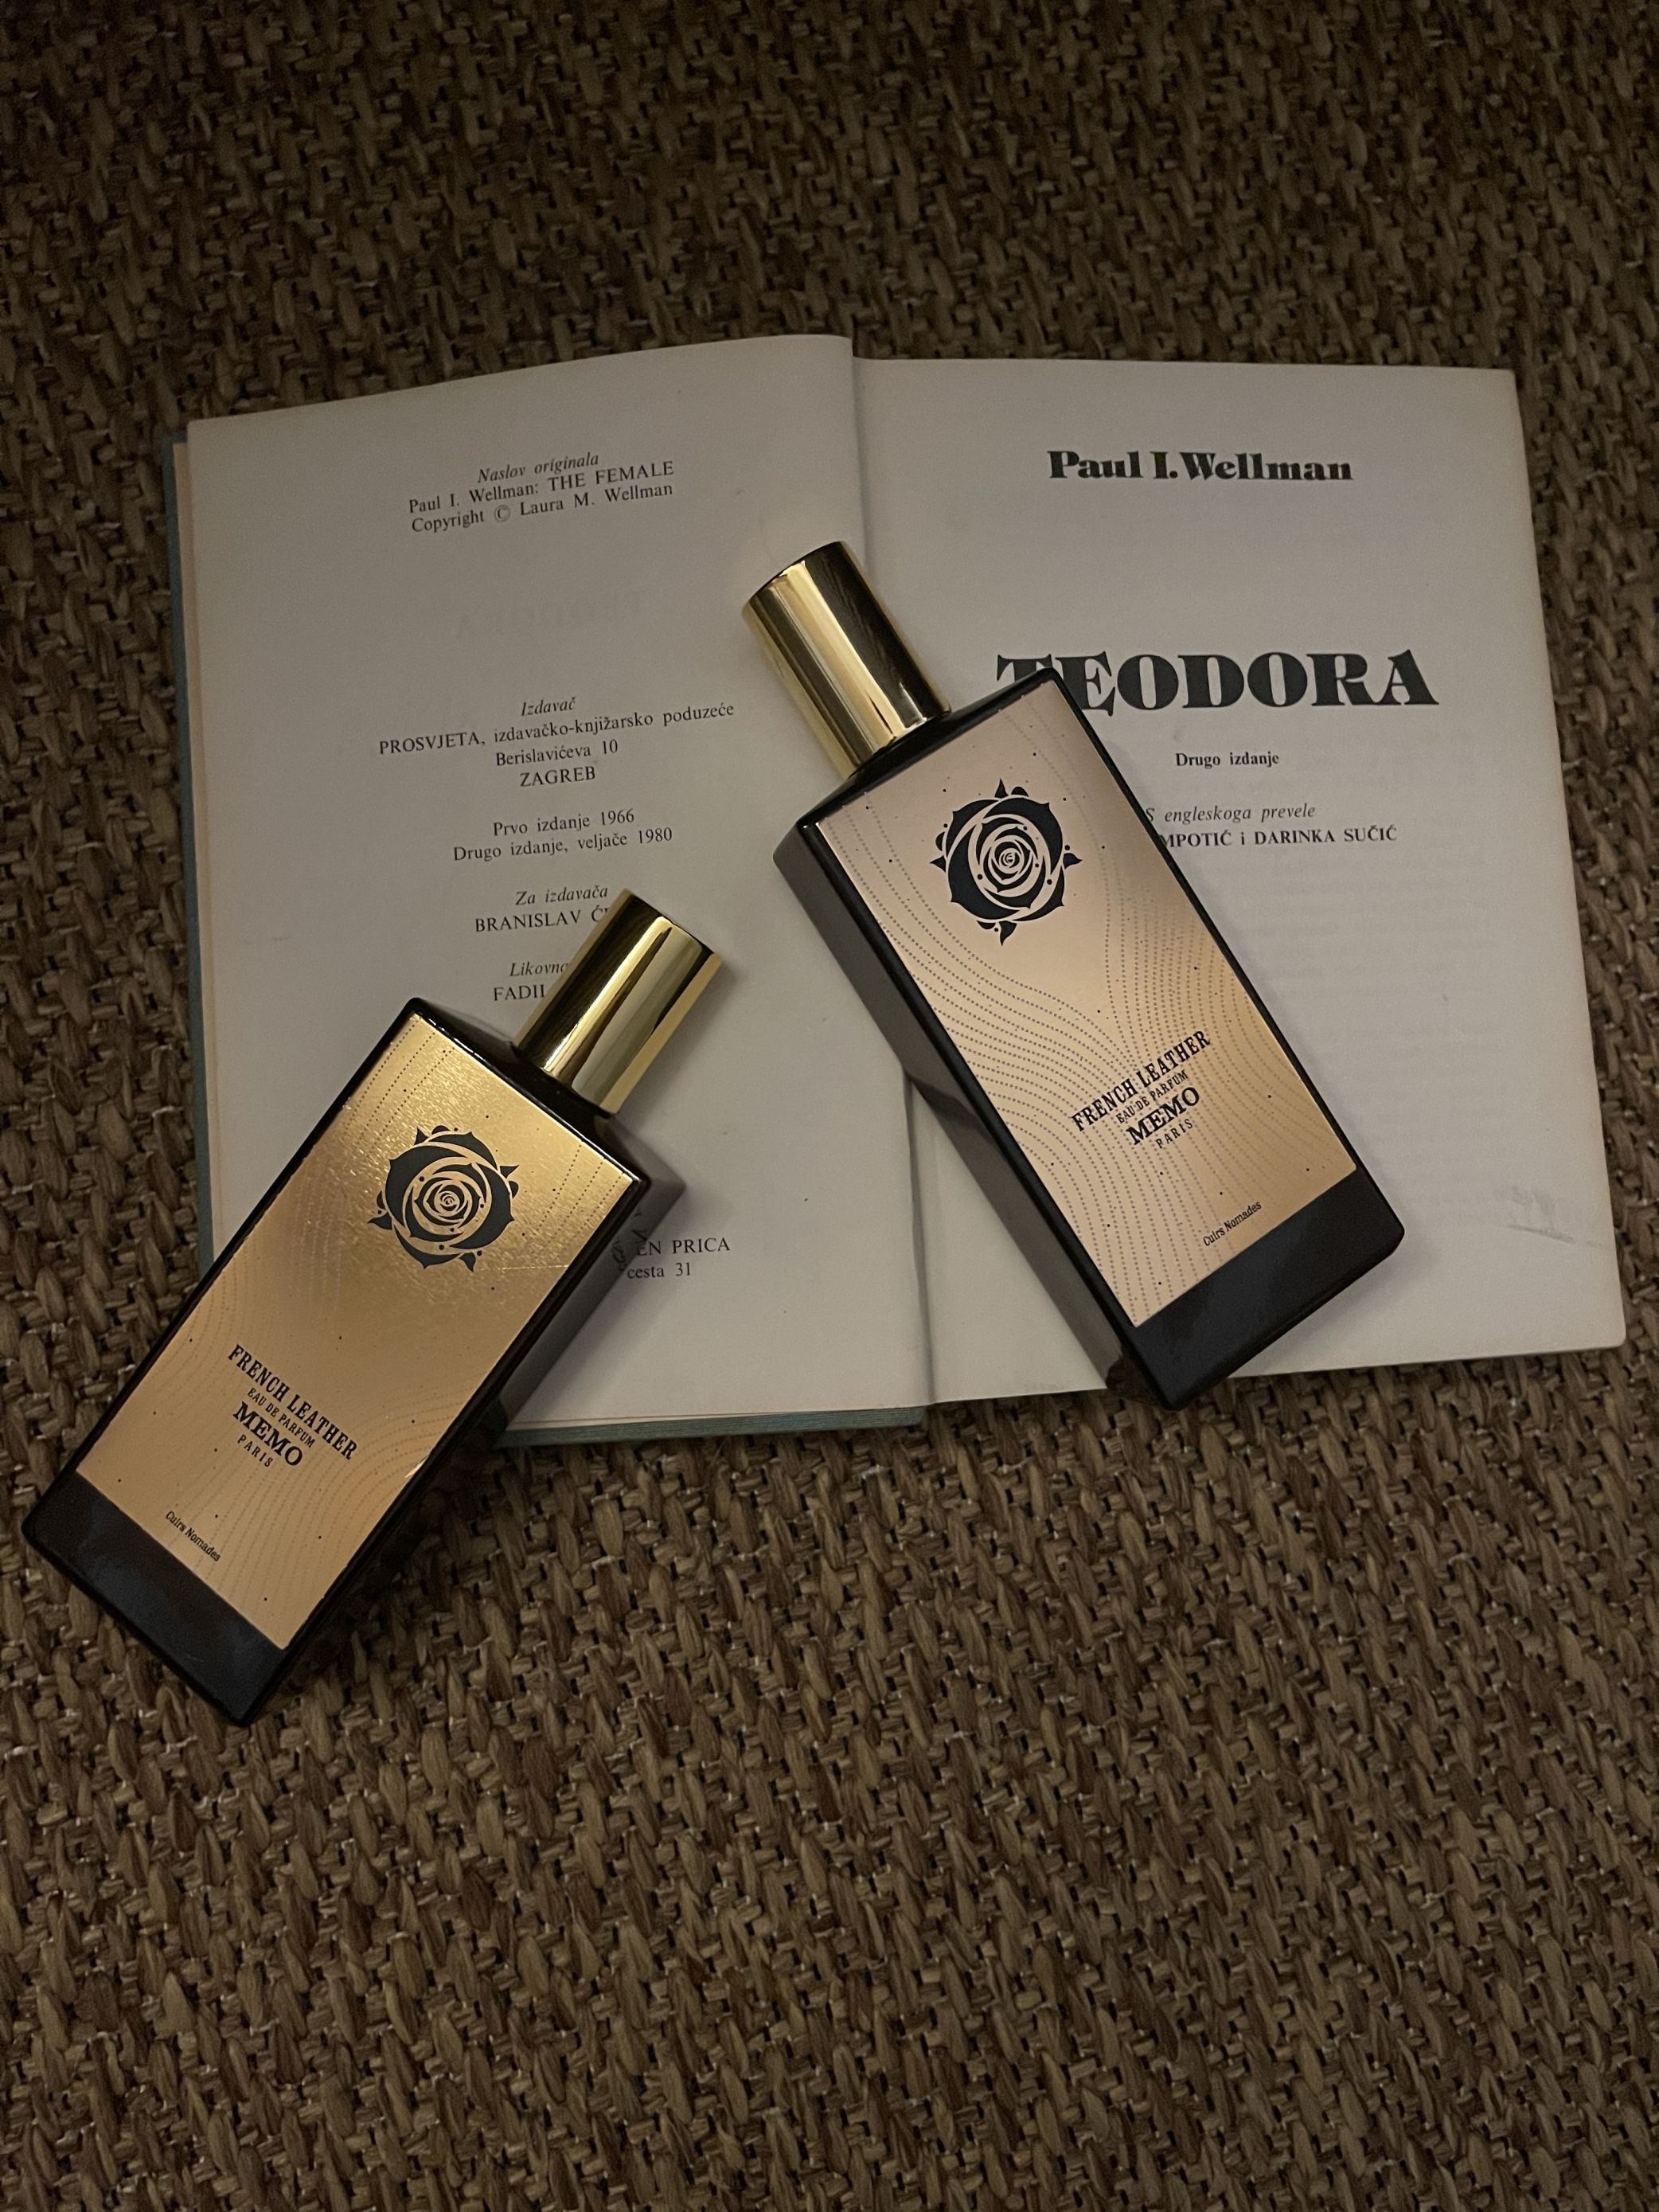 Naslov originala
Paul I. Wellman: THE FEMALE
Copyright © Laura M. Wellman
Izdavač
PROSVJETA, izdavačko-knjižarsko poduzeće
Berislavićeva 10
ZAGREB
Prvo izdanje 1966
Drugo izdanje, veljače 1980
Za izdavača
BRANISLAV
PRICA
cesta 31
Paul I. Wellman
TEODORA
Drugo izdanje
S engleskoga prevele
i DARINKA SUČIĆ
FRENCH LEATHER
EAU DE PARFUM
MEMO
PARIS
Cuirs Nomades
FRENCH LEATHER
EAU DE PARFUM
MEMO
PARIS
Cuirs Nomades